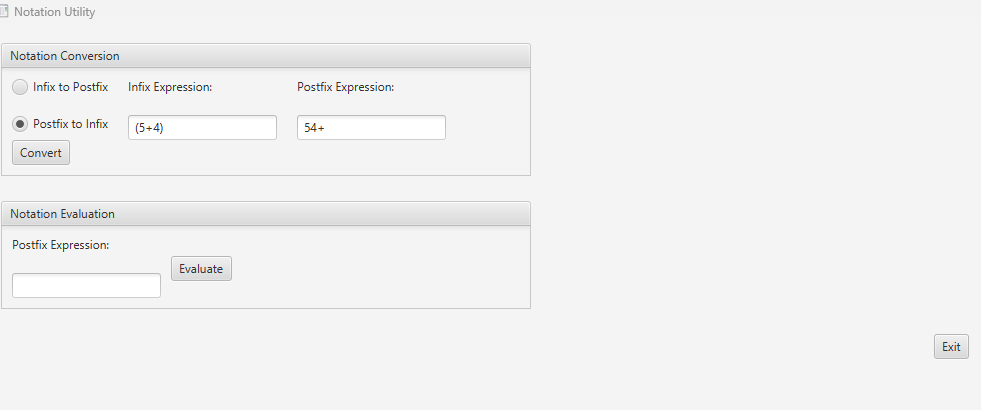 Notation Utility
Notation Conversion
Infix to Postfix Infix Expression: Postfix Expression:
Postfix to Infix (5+4) 54+
Convert
Notation Evaluation
Postfix Expression:
Evaluate
Exit